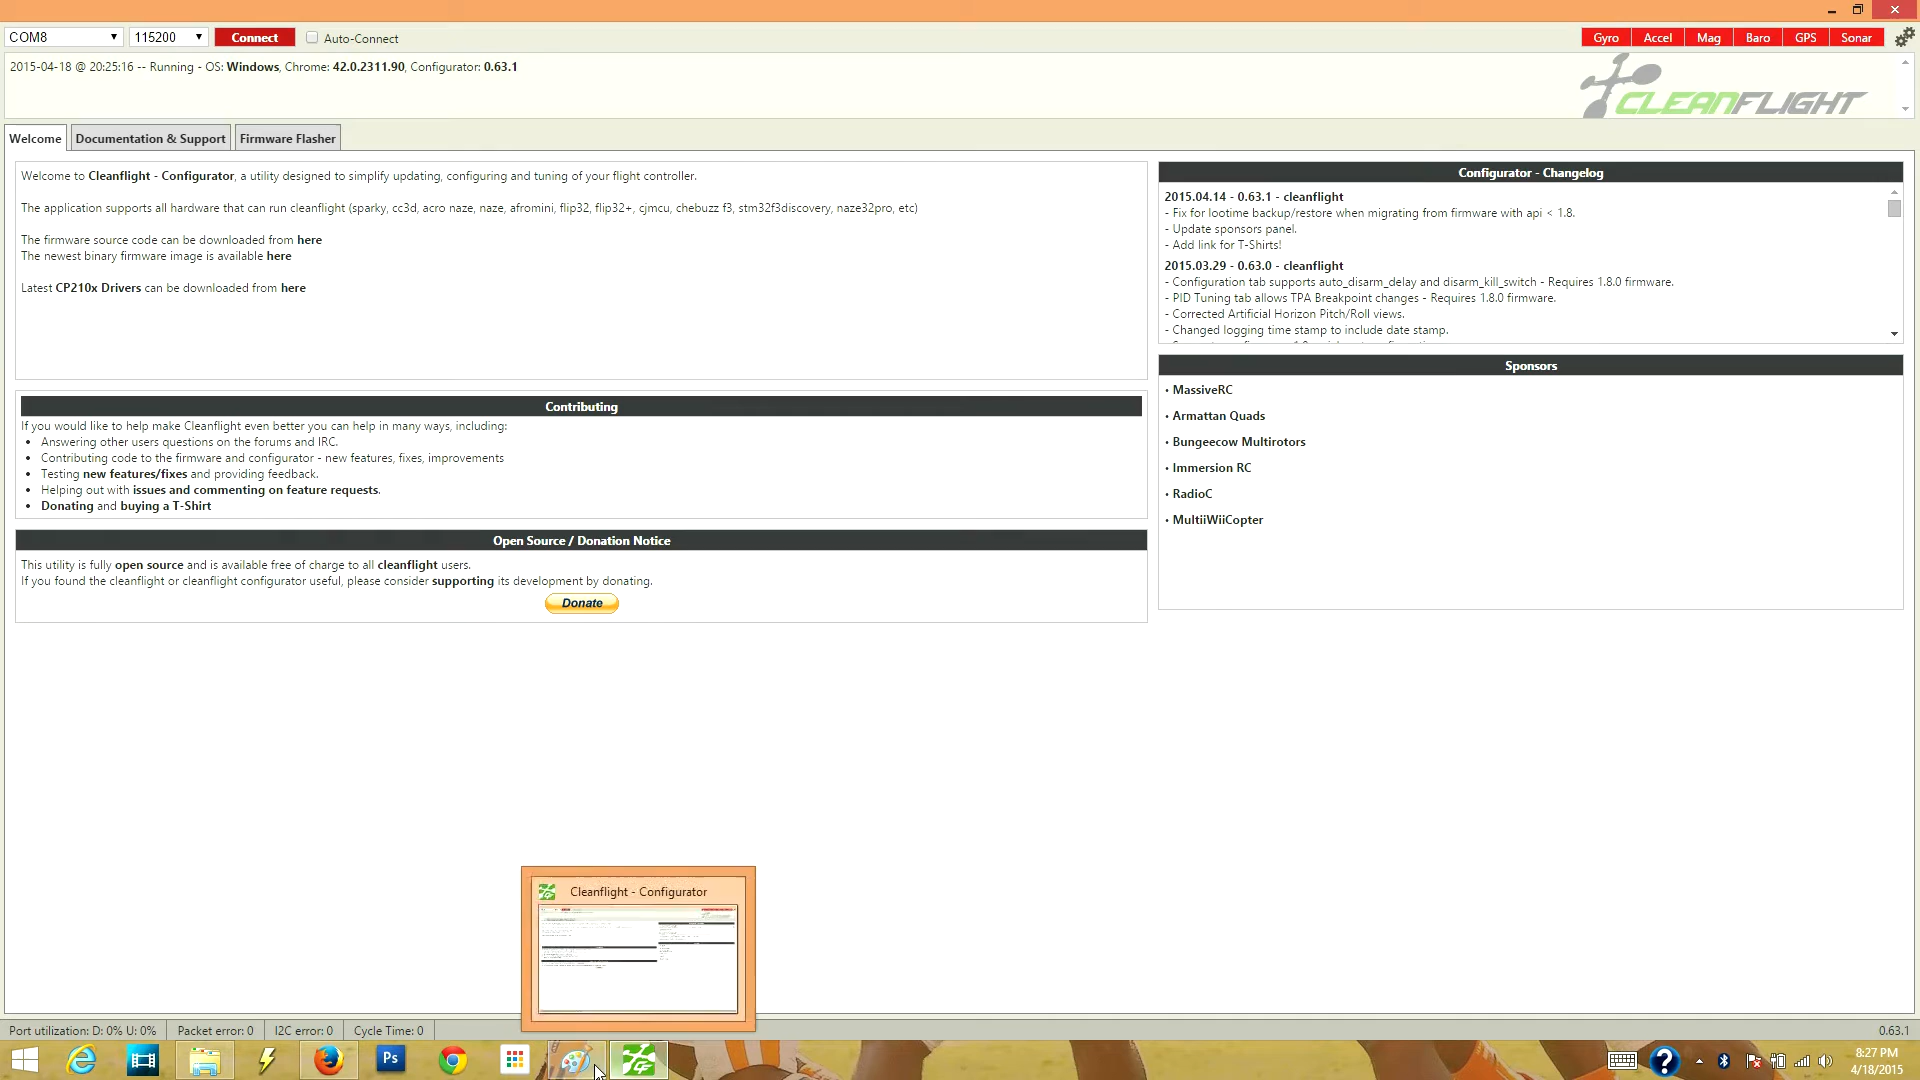 COM8 115200 Connect Auto-Connect Gyro Accel Mag Baro GPS Sonar
2015-04-18 @ 20:25:16 -- Running - OS: Windows, Chrome: 42.0.2311.90, Configurator: 0.63.1
CLEANFLIGHT
Welcome Documentation & Support Firmware Flasher
Welcome to Cleanflight - Configurator, a utility designed to simplify updating, configuring and tuning of your flight controller.
The application supports all hardware that can run cleanflight (sparky, cc3d, acro naze, naze, afromini, flip32, flip32+, cjmcu, chebuzz f3, stm32f3discovery, naze32pro, etc)
The firmware source code can be downloaded from here
The newest binary firmware image is available here
Latest CP210x Drivers can be downloaded from here
Contributing
If you would like to help make Cleanflight even better you can help in many ways, including:
• Answering other users questions on the forums and IRC.
• Contributing code to the firmware and configurator - new features, fixes, improvements
• Testing new features/fixes and providing feedback.
• Helping out with issues and commenting on feature requests.
• Donating and buying a T-Shirt
Open Source / Donation Notice
This utility is fully open source and is available free of charge to all cleanflight users.
If you found the cleanflight or cleanflight configurator useful, please consider supporting its development by donating.
Donate
Configurator - Changelog
2015.04.14 - 0.63.1 - cleanflight
- Fix for looptime backup/restore when migrating from firmware with api < 1.8.
- Update sponsors panel.
- Add link for T-Shirts!
2015.03.29 - 0.63.0 - cleanflight
- Configuration tab supports auto_disarm_delay and disarm_kill_switch - Requires 1.8.0 firmware.
- PID Tuning tab allows TPA Breakpoint changes - Requires 1.8.0 firmware.
- Corrected Artificial Horizon Pitch/Roll views.
- Changed logging time stamp to include date stamp.
Sponsors
• MassiveRC
• Armattan Quads
• Bungeecow Multirotors
• Immersion RC
• RadioC
• MultiiWiiCopter
Cleanflight - Configurator
Port utilization: D: 0% U: 0% Packet error: 0 I2C error: 0 Cycle Time: 0 0.63.1
Ps
8:27 PM
4/18/2015